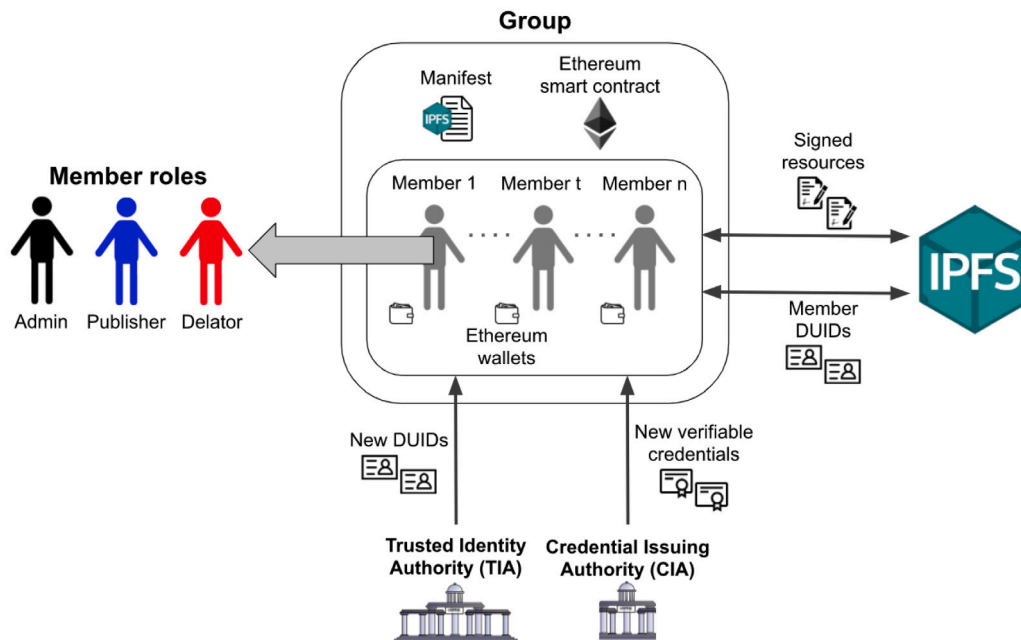 Group
Manifest
IPFS
Ethereum
smart contract
Member roles
Admin
Publisher
Delator
Member 1
Member t
Member n
Ethereum
wallets
Signed
resources
IPFS
Member
DUIDs
New DUIDs
New verifiable
credentials
Trusted Identity
Authority (TIA)
Credential Issuing
Authority (CIA)